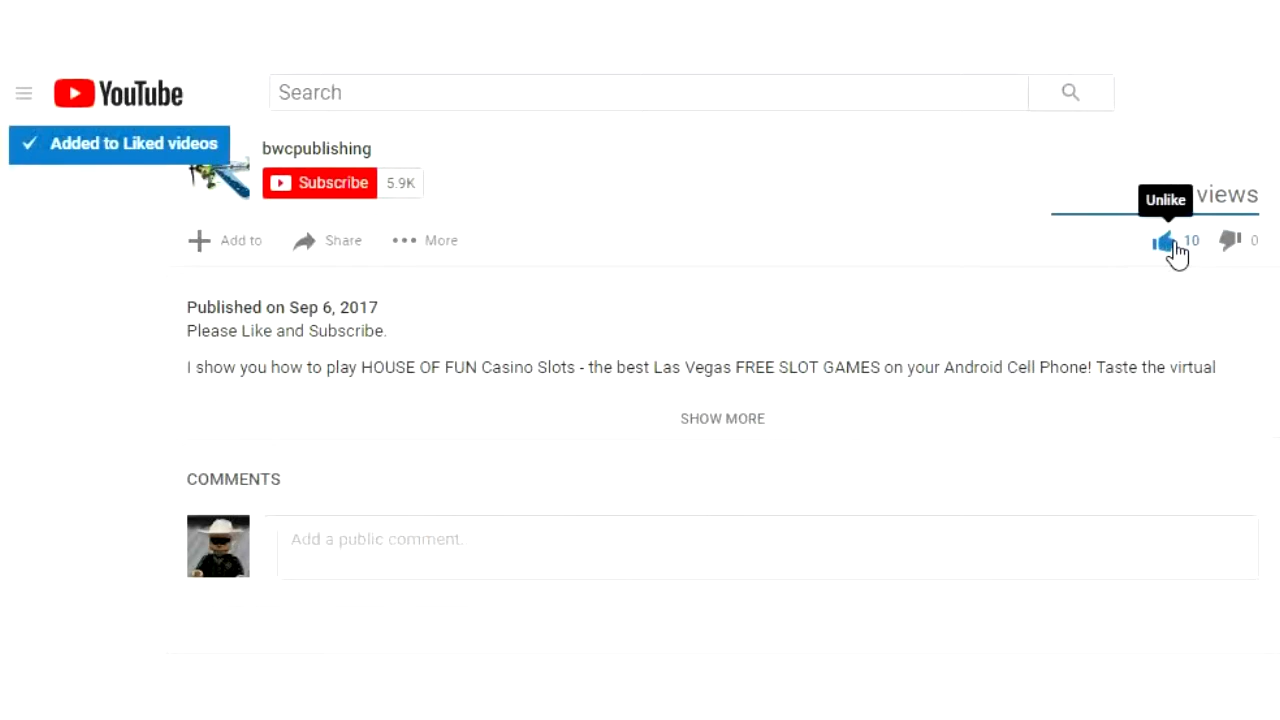 YouTube
Search
Added to Liked videos
bwcpublishing
Subscribe 5.9K
views
Unlike
Add to Share More
10 0
Published on Sep 6, 2017
Please Like and Subscribe.
I show you how to play HOUSE OF FUN Casino Slots - the best Las Vegas FREE SLOT GAMES on your Android Cell Phone! Taste the virtual
SHOW MORE
COMMENTS
Add a public comment.